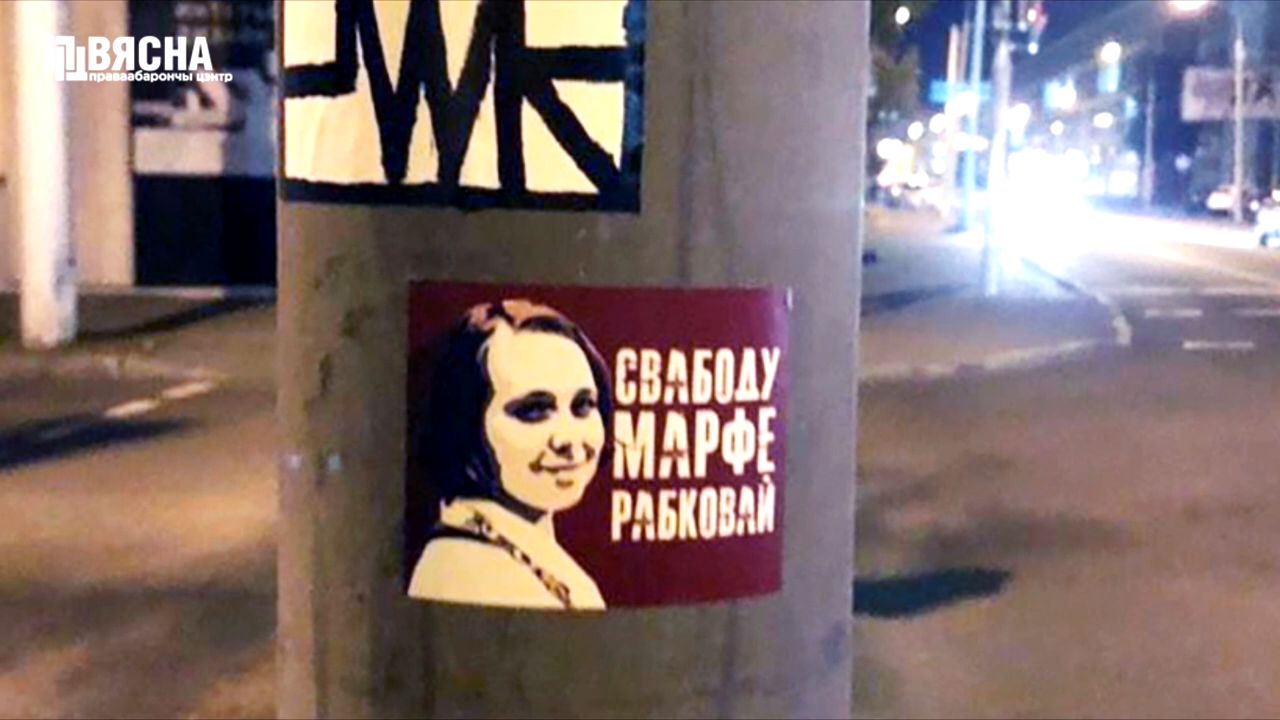 ВЯСНА
праваабарончы цэнтр
СВАБОДУ
МАРФЕ
РАБКОВАЙ